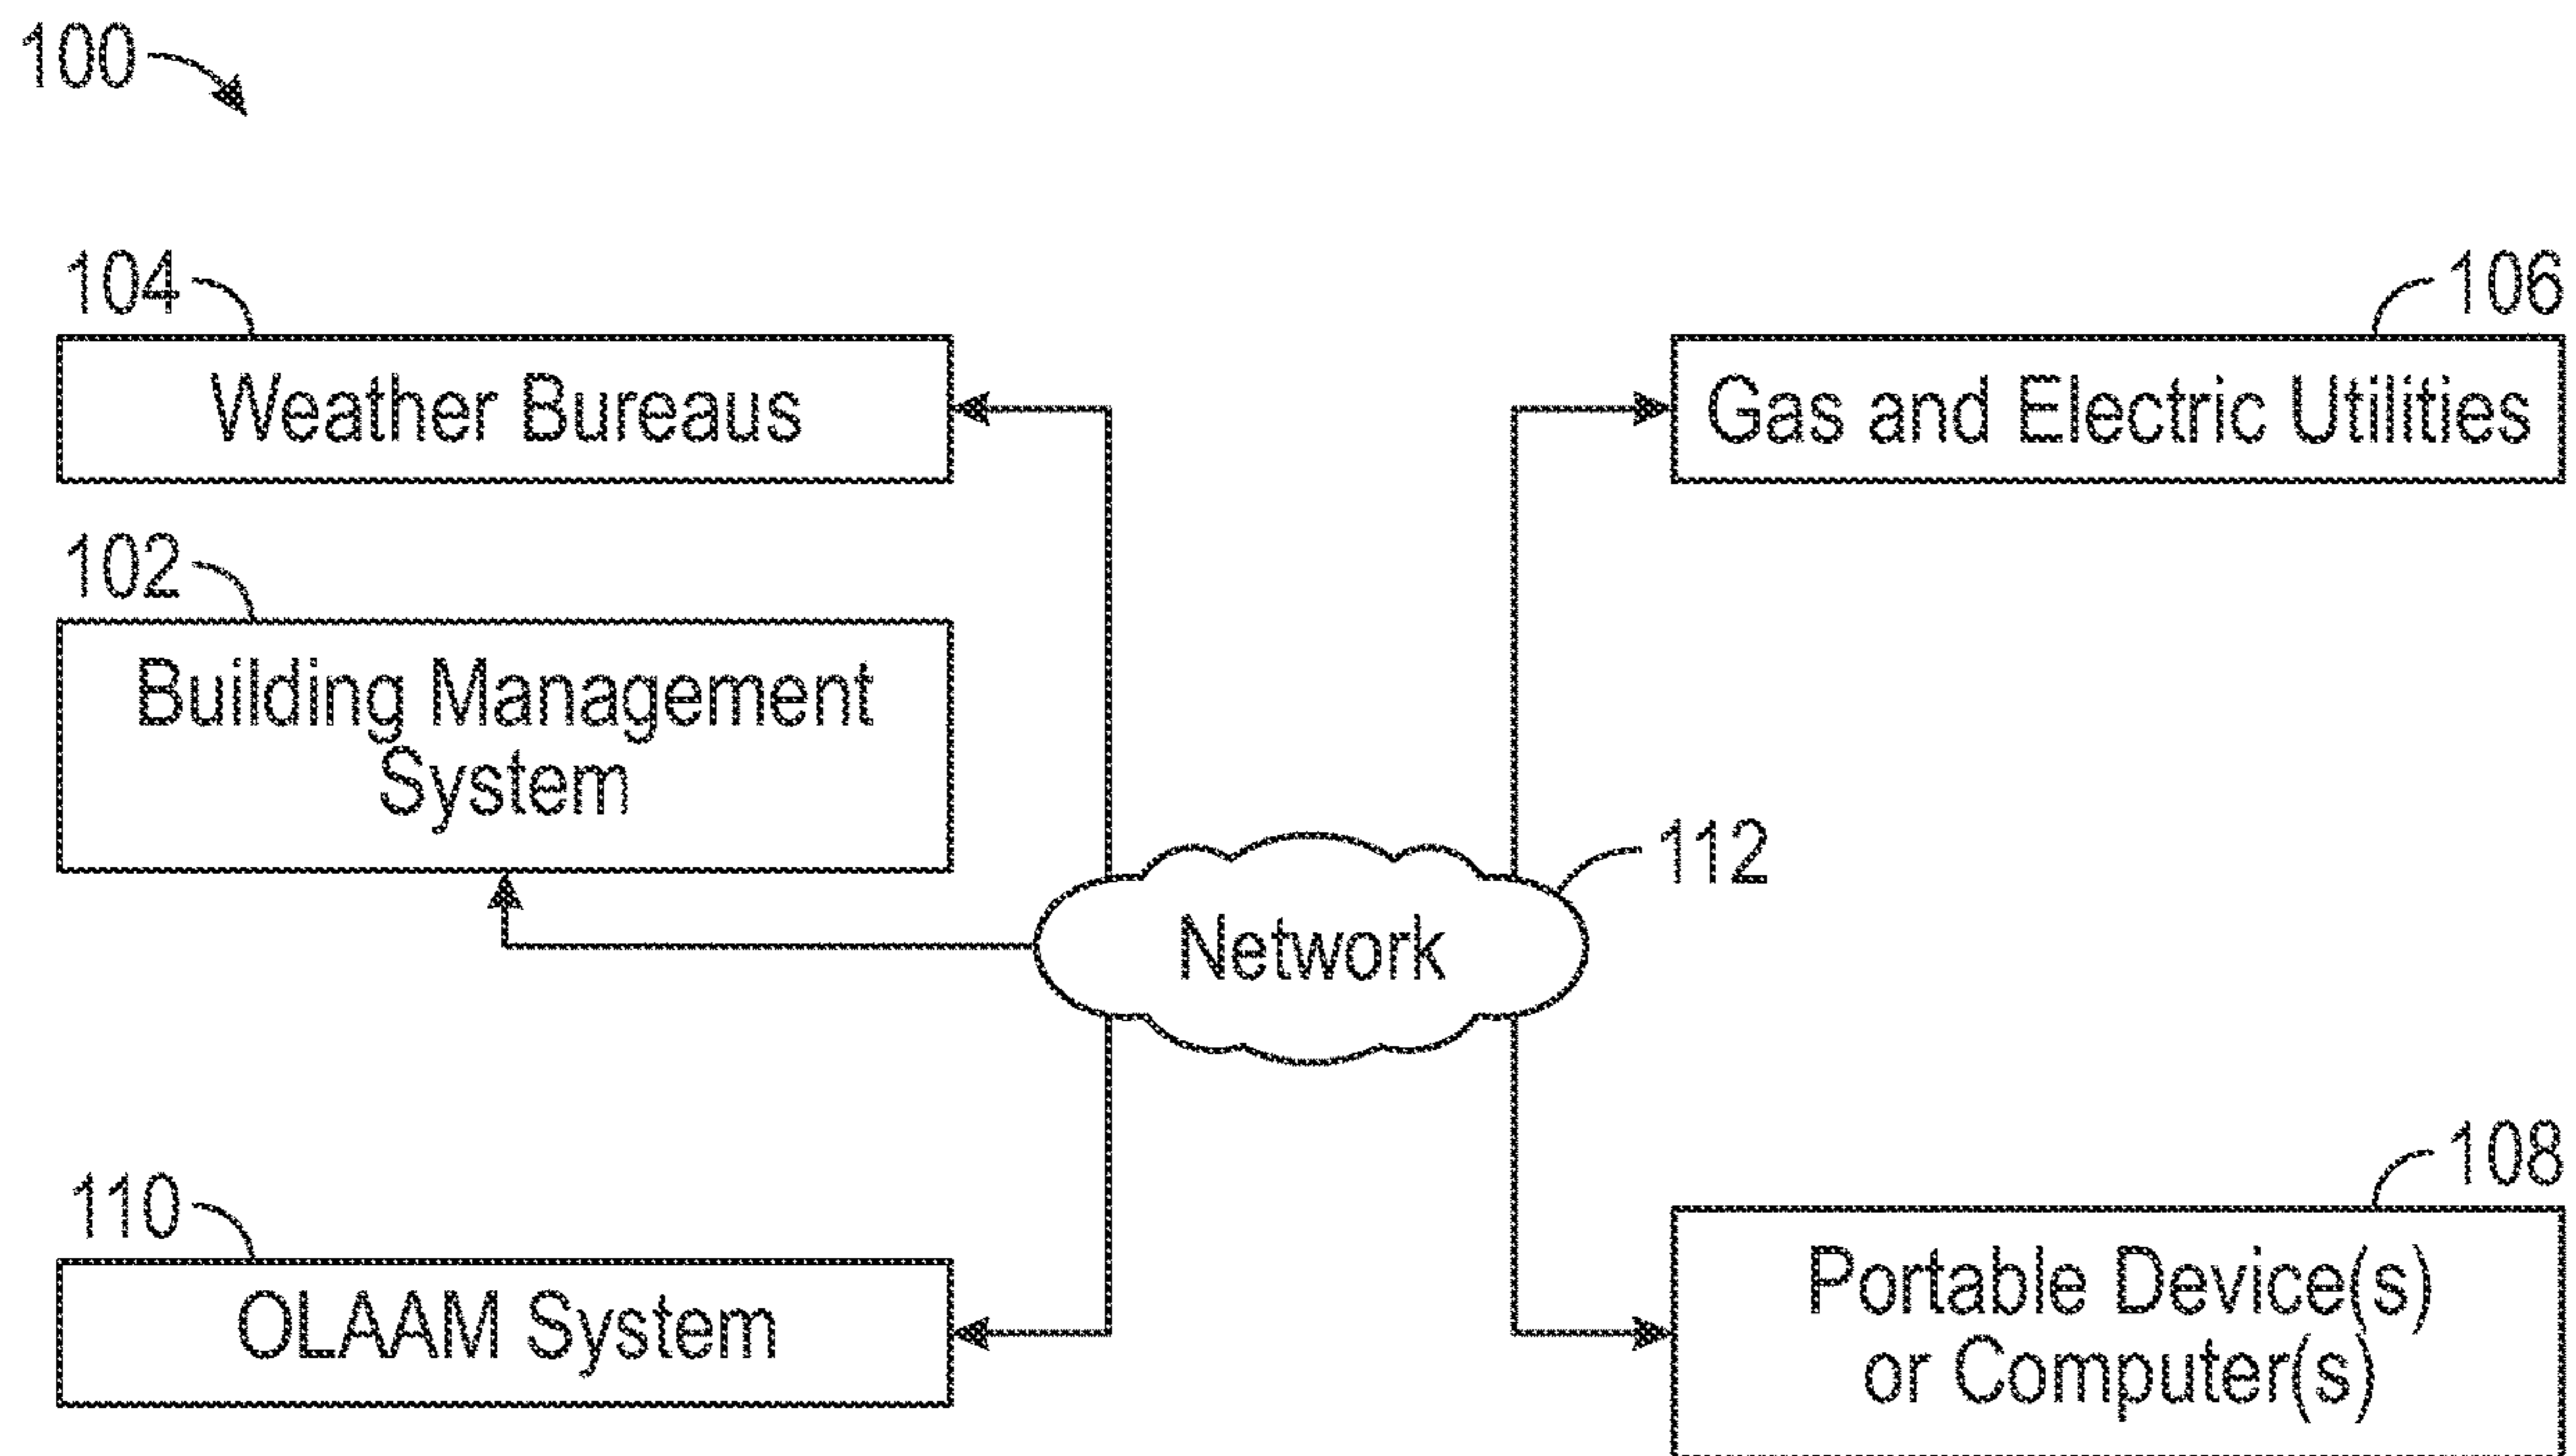 100
104
Weather Bureaus
106
Gas and Electric Utilities
102
Building Management
System
112
Network
110
OLAAM System
108
Portable Device(s)
or Computer(s)